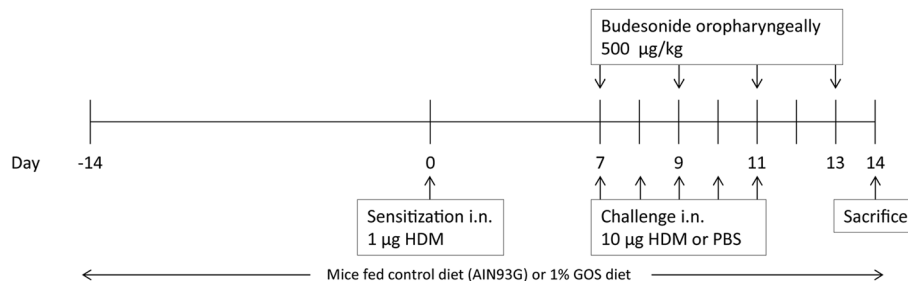 Budesonide oropharyngeally
500 µg/kg
Day -14 0 7 9 11 13 14
Sensitization i.n.
1 µg HDM
Challenge i.n.
10 µg HDM or PBS
Sacrifice
Mice fed control diet (AIN93G) or 1% GOS diet